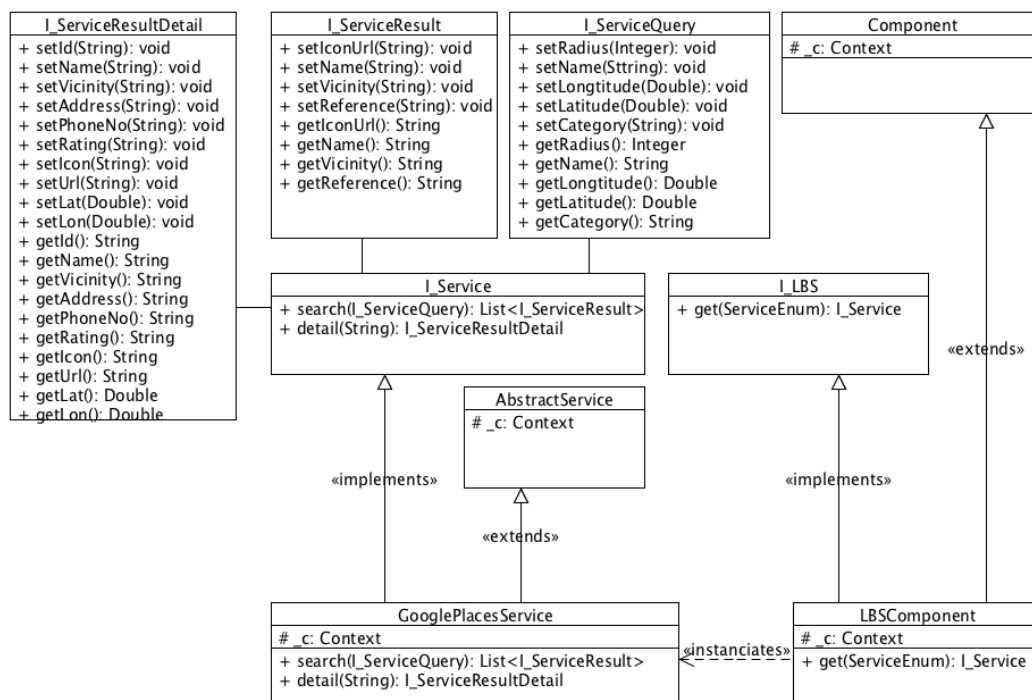 I_ServiceResultDetail
+ setId(String): void
+ setName(String): void
+ setVicinity(String): void
+ setAddress(String): void
+ setPhoneNo(String): void
+ setRating(String): void
+ setIcon(String): void
+ setUrl(String): void
+ setLat(Double): void
+ setLon(Double): void
+ getId(): String
+ getName(): String
+ getVicinity(): String
+ getAddress(): String
+ getPhoneNo(): String
+ getRating(): String
+ getIcon(): String
+ getUrl(): String
+ getLat(): Double
+ getLon(): Double
I_ServiceResult
+ setIconUrl(String): void
+ setName(String): void
+ setVicinity(String): void
+ setReference(String): void
+ getIconUrl(): String
+ getName(): String
+ getVicinity(): String
+ getReference(): String
I_ServiceQuery
+ setRadius(Integer): void
+ setName(Sttring): void
+ setLongtitude(Double): void
+ setLatitude(Double): void
+ setCategory(String): void
+ getRadius(): Integer
+ getName(): String
+ getLongtitude(): Double
+ getLatitude(): Double
+ getCategory(): String
Component
# _c: Context
I_Service
+ search(I_ServiceQuery): List<I_ServiceResult>
+ detail(String): I_ServiceResultDetail
I_LBS
+ get(ServiceEnum): I_Service
«extends»
AbstractService
# _c: Context
«implements»
«implements»
«extends»
GooglePlacesService
# _c: Context
+ search(I_ServiceQuery): List<I_ServiceResult>
+ detail(String): I_ServiceResultDetail
«instanciates»
LBSComponent
# _c: Context
+ get(ServiceEnum): I_Service